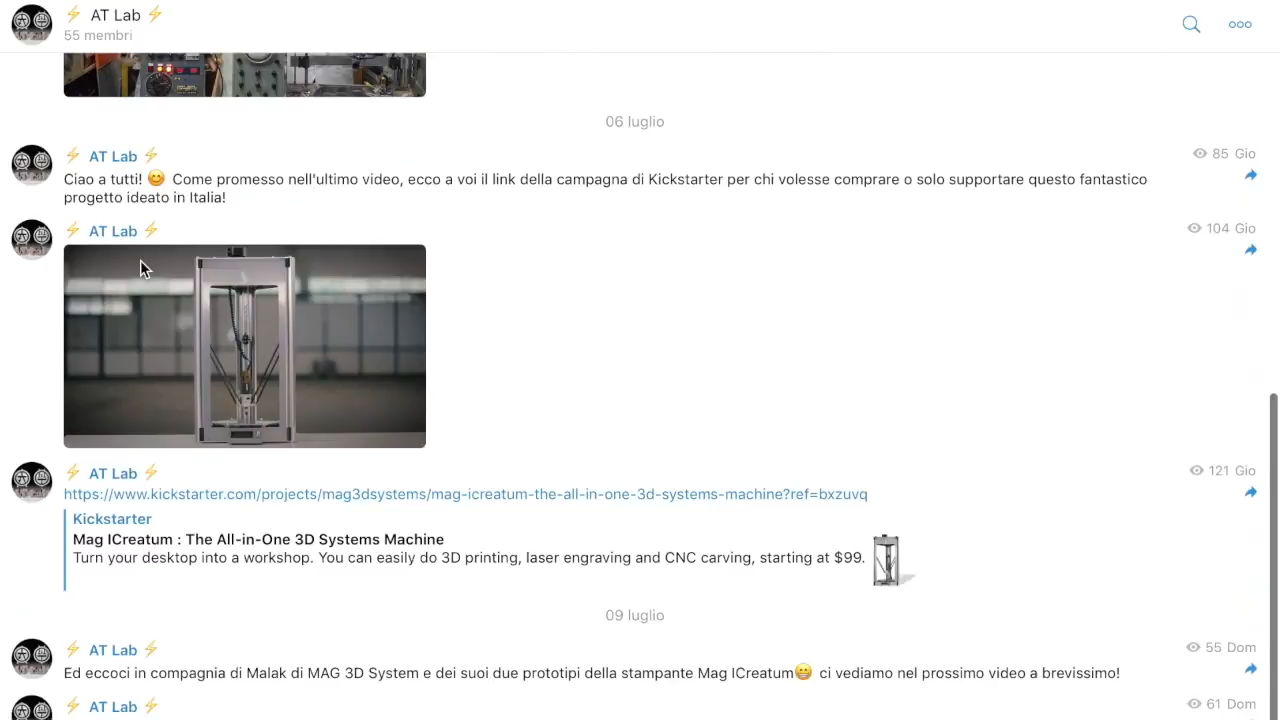 ⚡ AT Lab ⚡
55 membri
06 luglio
⚡ AT Lab ⚡
85 Gio
Ciao a tutti! 😊 Come promesso nell'ultimo video, ecco a voi il link della campagna di Kickstarter per chi volesse comprare o solo supportare questo fantastico
progetto ideato in Italia!
⚡ AT Lab ⚡
104 Gio
⚡ AT Lab ⚡
121 Gio
https://www.kickstarter.com/projects/mag3dsystems/mag-icreatum-the-all-in-one-3d-systems-machine?ref=bxzuvq
Kickstarter
Mag ICreatum : The All-in-One 3D Systems Machine
Turn your desktop into a workshop. You can easily do 3D printing, laser engraving and CNC carving, starting at $99.
09 luglio
⚡ AT Lab ⚡
55 Dom
Ed eccoci in compagnia di Malak di MAG 3D System e dei suoi due prototipi della stampante Mag ICreatum😁 ci vediamo nel prossimo video a brevissimo!
⚡ AT Lab ⚡
61 Dom